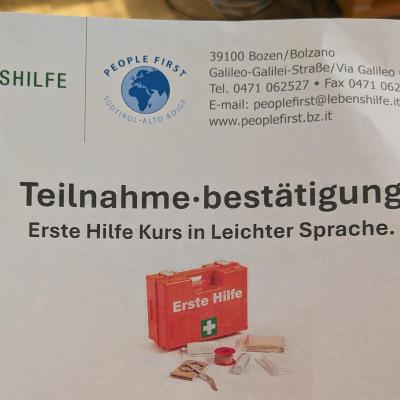 SHILFE
PEOPLE FIRST
SÜDTIROL-ALTO ADIGE
39100 Bozen/Bolzano
Galileo-Galilei-Straße/Via Galileo
Tel. 0471 062527 • Fax 0471 062
E-mail: peoplefirst@lebenshilfe.it
www.peoplefirst.bz.it
Teilnahme·bestätigung
Erste Hilfe Kurs in Leichter Sprache.
Erste Hilfe